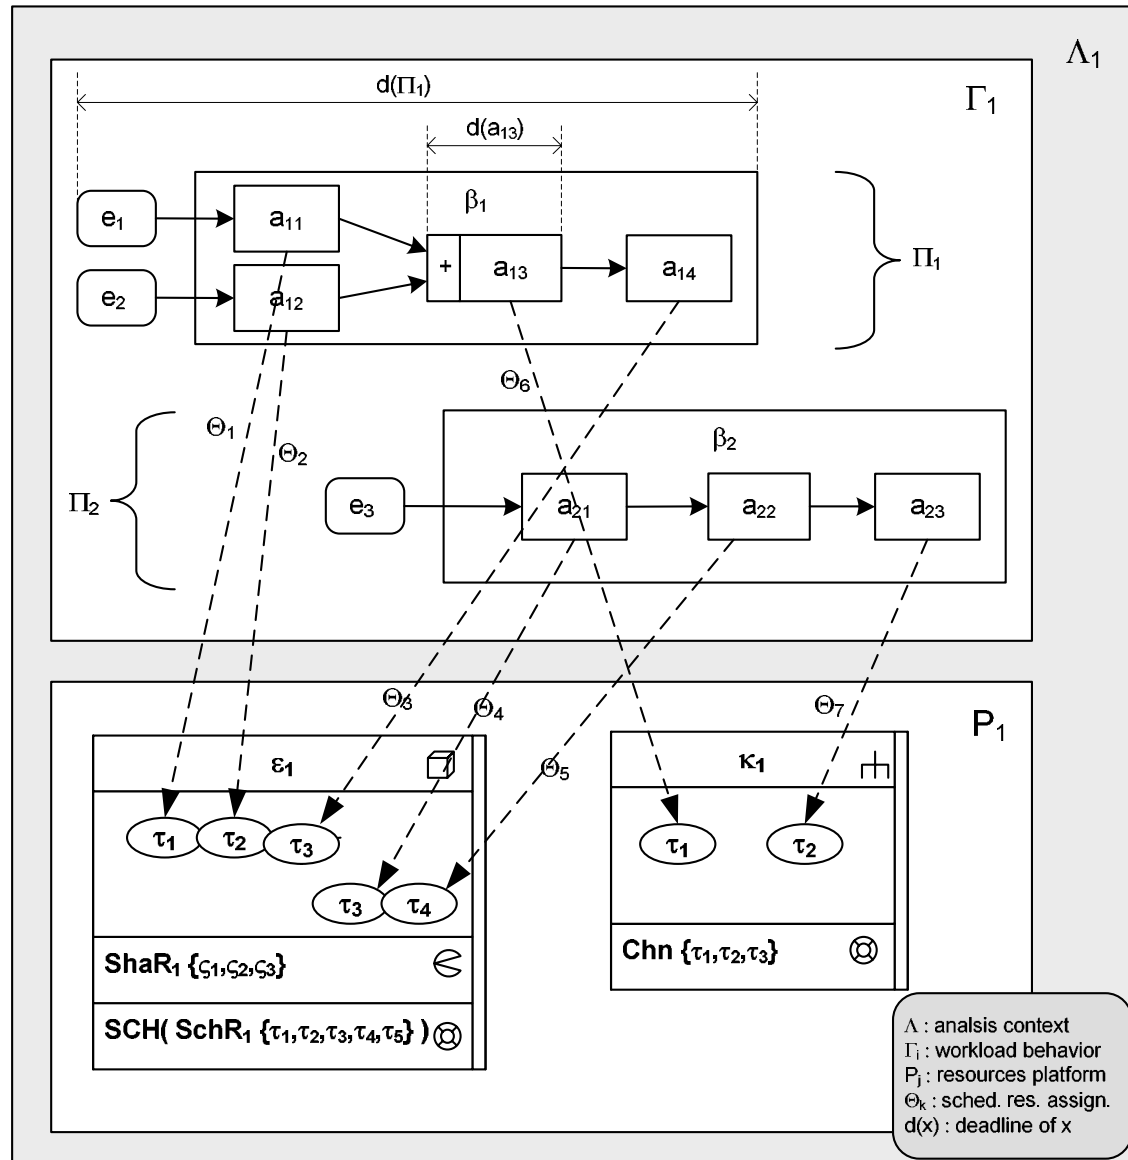 Λ₁
d(Π₁)
Γ₁
d(a₁₃)
β₁
e₁
a₁₁
+
a₁₃
a₁₄
Π₁
e₂
a₁₂
Θ₆
Θ₁
Θ₂
β₂
Π₂
e₃
a₂₁
a₂₂
a₂₃
Θ₃
Θ₄
Θ₇
P₁
ε₁
Θ₅
κ₁
τ₁
τ₂
τ₃
τ₁
τ₂
τ₃
τ₄
ShaR₁ {ς₁,ς₂,ς₃}
Chn {τ₁,τ₂,τ₃}
SCH( SchR₁ {τ₁,τ₂,τ₃,τ₄,τ₅} )
Λ : analsis context
Γᵢ : workload behavior
Pⱼ : resources platform
Θₖ : sched. res. assign.
d(x) : deadline of x